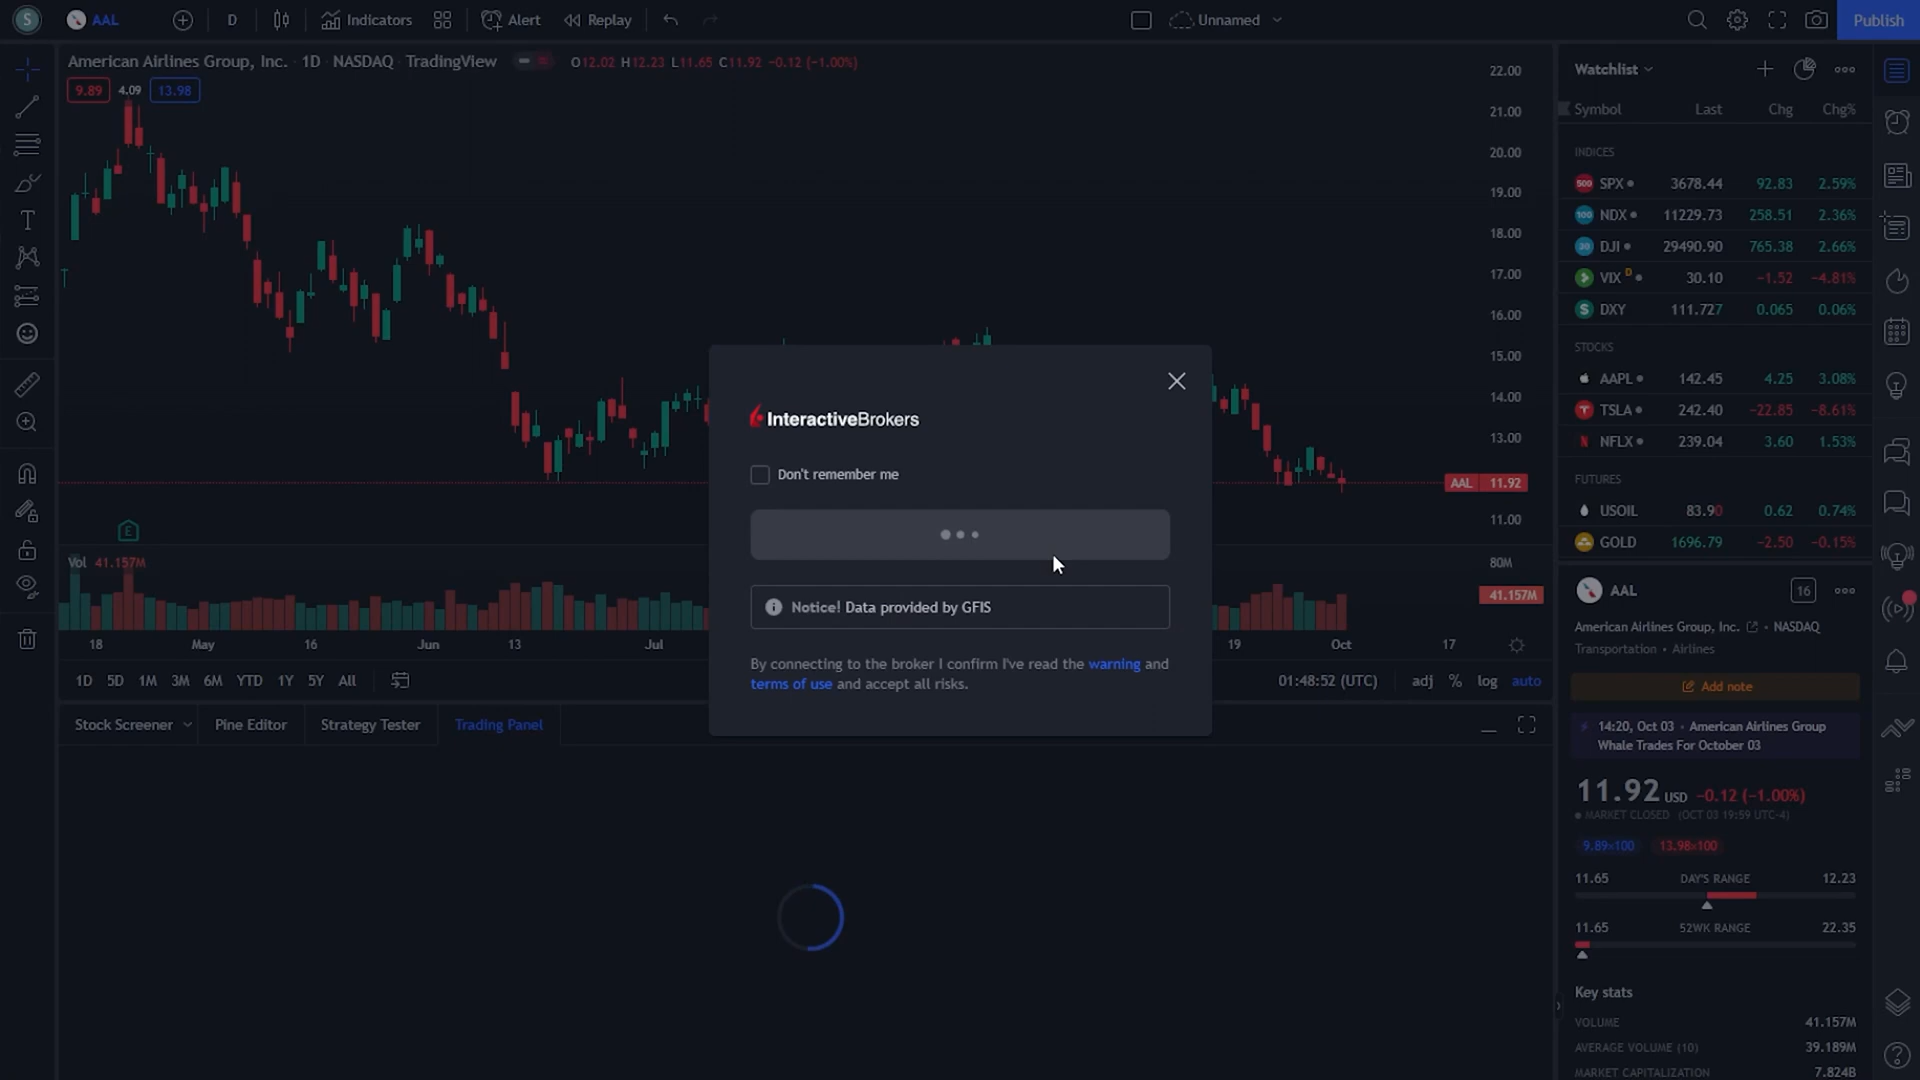 S AAL D Indicators Alert Replay Unnamed Publish
American Airlines Group, Inc. · 1D · NASDAQ · TradingView O12.02 H12.23 L11.65 C11.92 −0.12 (−1.00%)
9.89 4.09 13.98
22.00
21.00
20.00
19.00
18.00
17.00
16.00
15.00
14.00
13.00
AAL 11.92
11.00
E
Vol 41.157M
80M
41.157M
18 May 16 Jun 13 Jul 19 Oct 17
1D 5D 1M 3M 6M YTD 1Y 5Y All 01:48:52 (UTC) adj % log auto
Stock Screener Pine Editor Strategy Tester Trading Panel
InteractiveBrokers
Don't remember me
Notice! Data provided by GFIS
By connecting to the broker I confirm I've read the warning and
terms of use and accept all risks.
Watchlist
Symbol Last Chg Chg%
INDICES
500 SPX 3678.44 92.83 2.59%
100 NDX 11229.73 258.51 2.36%
30 DJI 29490.90 765.38 2.66%
VIX D 30.10 −1.52 −4.81%
S DXY 111.727 0.065 0.06%
STOCKS
AAPL 142.45 4.25 3.08%
TSLA 242.40 −22.85 −8.61%
N NFLX 239.04 3.60 1.53%
FUTURES
USOIL 83.90 0.62 0.74%
GOLD 1696.79 −2.50 −0.15%
AAL 16
American Airlines Group, Inc. • NASDAQ
Transportation • Airlines
Add note
14:20, Oct 03 • American Airlines Group
Whale Trades For October 03
11.92 USD −0.12 (−1.00%)
MARKET CLOSED (OCT 03 19:59 UTC-4)
9.89×100 13.98×100
11.65 DAY'S RANGE 12.23
11.65 52WK RANGE 22.35
Key stats
VOLUME 41.157M
AVERAGE VOLUME (10) 39.189M
MARKET CAPITALIZATION 7.824B